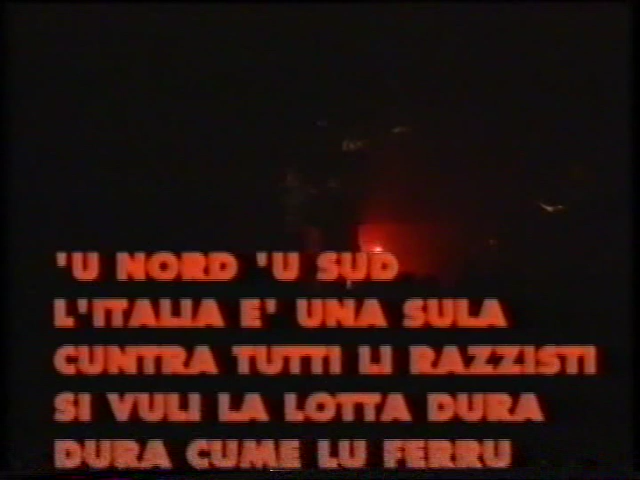 'U NORD 'U SUD
L'ITALIA E' UNA SULA
CUNTRA TUTTI LI RAZZISTI
SI VULI LA LOTTA DURA
DURA CUME LU FERRU